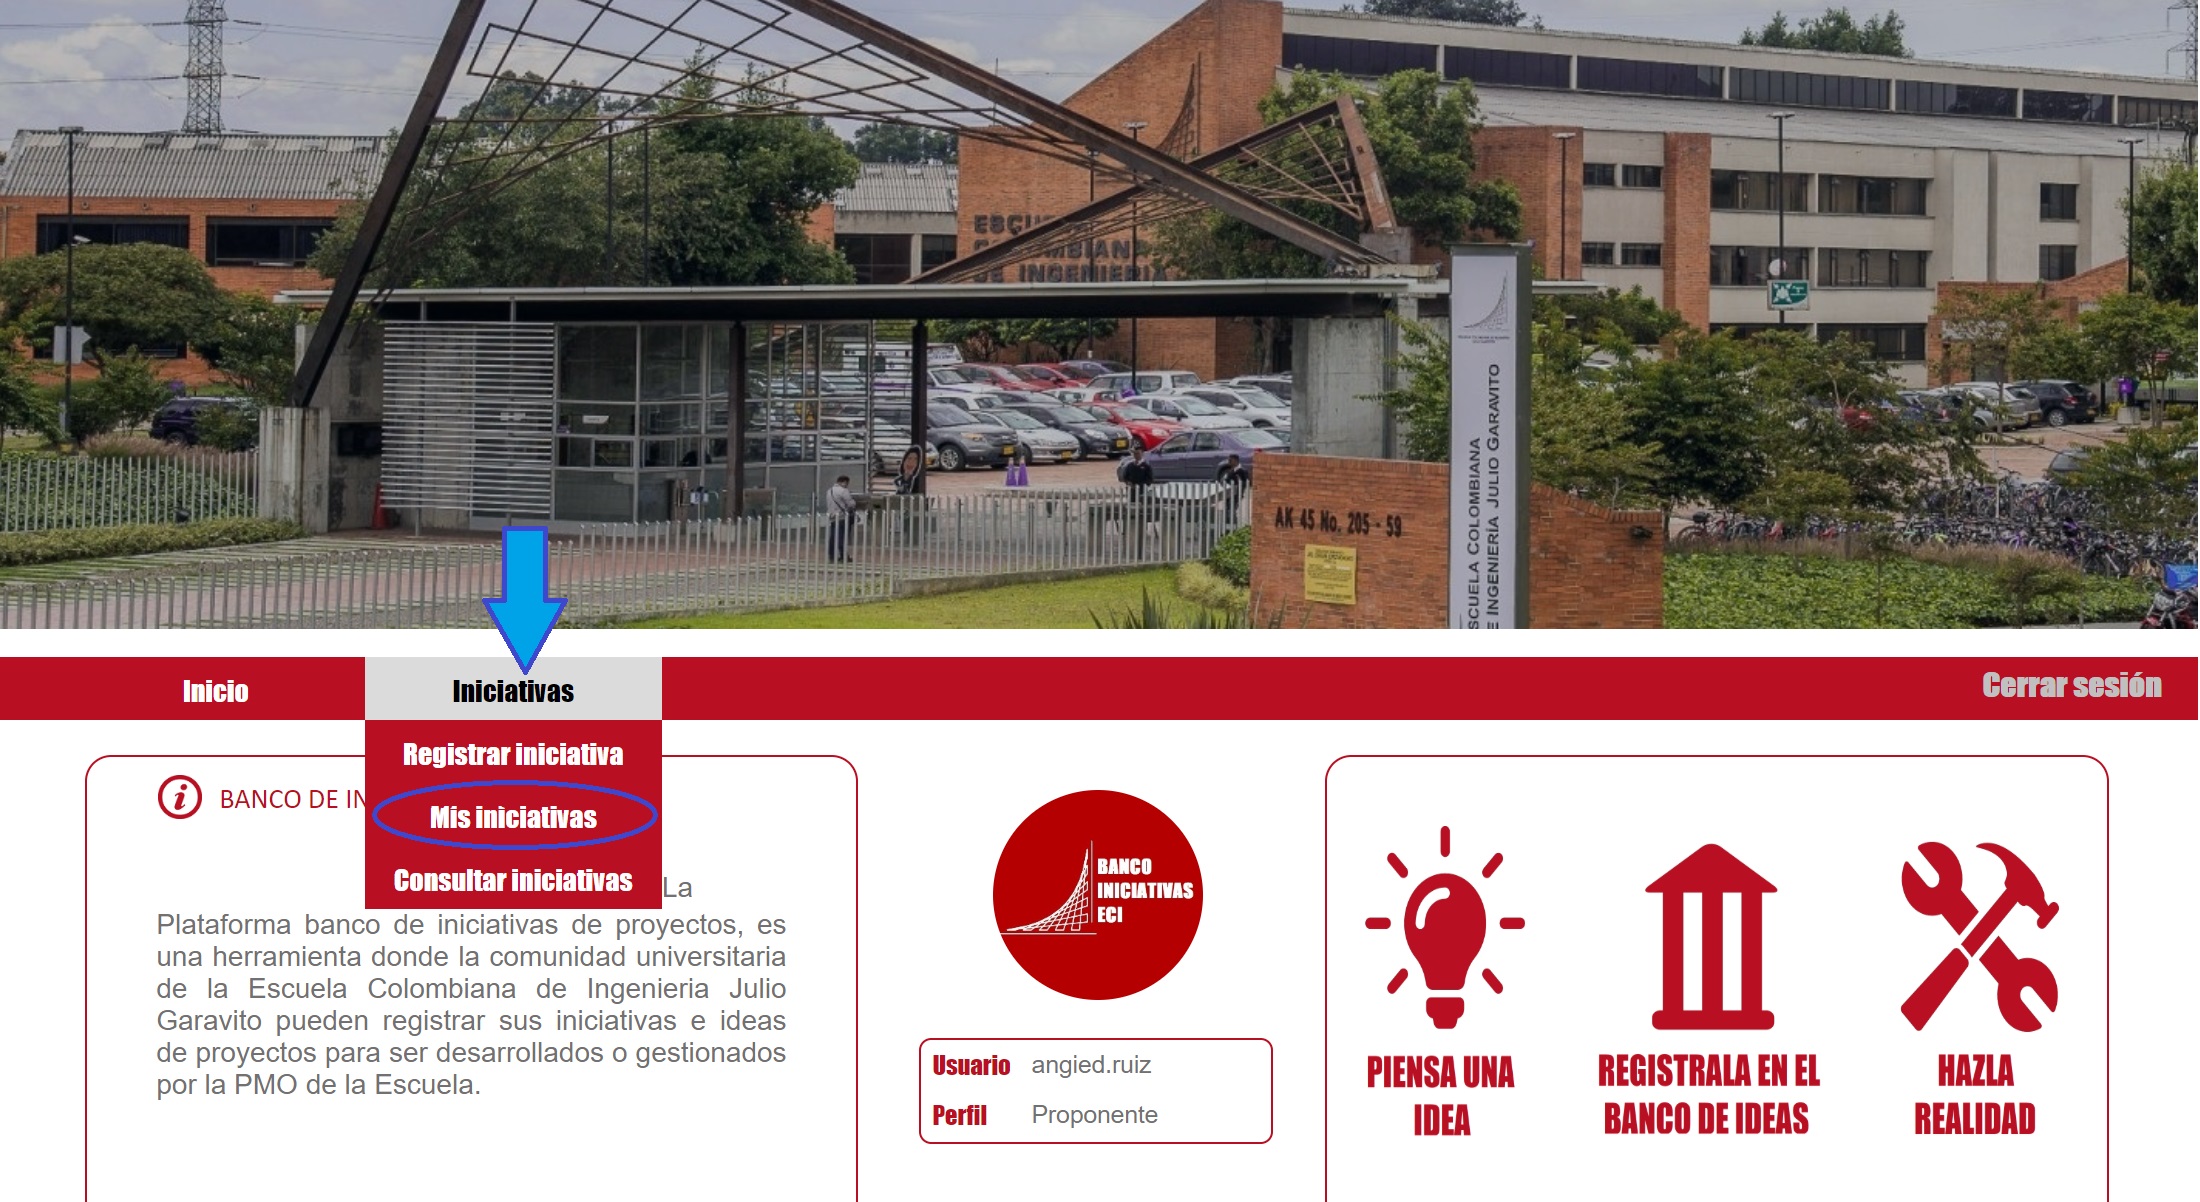 ESCUELA
COLOMBIANA
DE INGENIERIA
AK 45 No. 205 - 59
ESCUELA COLOMBIANA
DE INGENIERÍA JULIO GARAVITO
Inicio
Iniciativas
Cerrar sesión
Registrar iniciativa
Mis iniciativas
Consultar iniciativas
BANCO DE IN
La
Plataforma banco de iniciativas de proyectos, es
una herramienta donde la comunidad universitaria
de la Escuela Colombiana de Ingenieria Julio
Garavito pueden registrar sus iniciativas e ideas
de proyectos para ser desarrollados o gestionados
por la PMO de la Escuela.
BANCO
INICIATIVAS
ECI
Usuario angied.ruiz
Perfil Proponente
PIENSA UNA
IDEA
REGISTRALA EN EL
BANCO DE IDEAS
HAZLA
REALIDAD